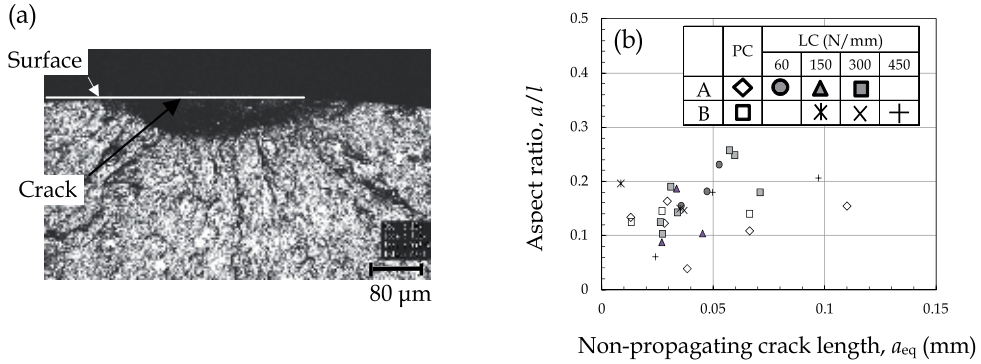 (a)
Surface
Crack
80 μm
(b)
PC
LC (N/mm)
60 150 300 450
A
B
0.5
0.4
0.3
0.2
0.1
0
0 0.05 0.1 0.15
Aspect ratio, a/l
Non-propagating crack length, aeq (mm)